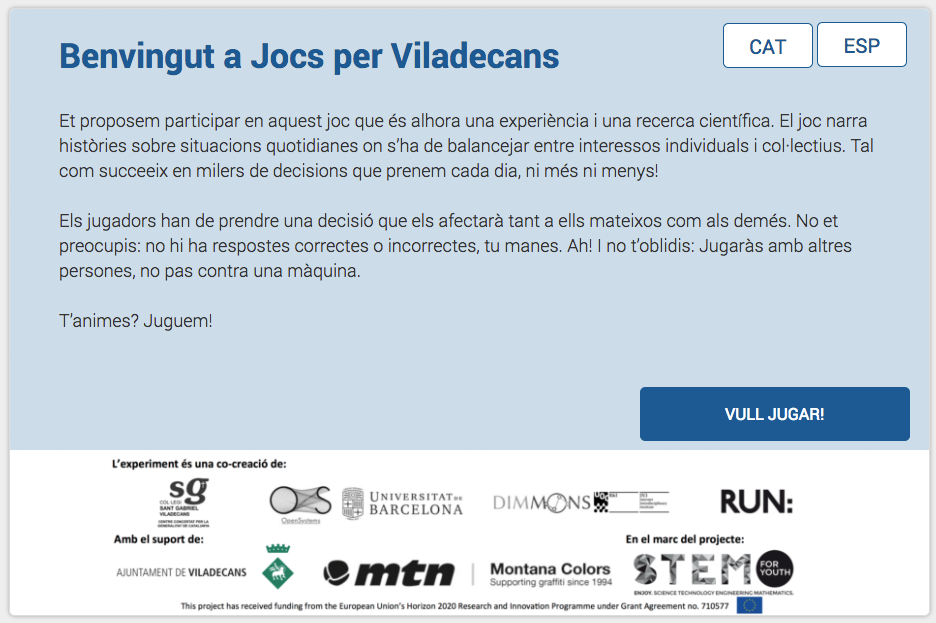 Benvingut a Jocs per Viladecans
CAT
ESP
Et proposem participar en aquest joc que és alhora una experiència i una recerca científica. El joc narra
històries sobre situacions quotidianes on s’ha de balancejar entre interessos individuals i col·lectius. Tal
com succeeix en milers de decisions que prenem cada dia, ni més ni menys!
Els jugadors han de prendre una decisió que els afectarà tant a ells mateixos com als demés. No et
preocupis: no hi ha respostes correctes o incorrectes, tu manes. Ah! I no t’oblidis: Jugaràs amb altres
persones, no pas contra una màquina.
T’animes? Juguem!
VULL JUGAR!
L’experiment és una co-creació de:
sg
COL·LEGI
SANT GABRIEL
VILADECANS
CENTRE CONCERTAT PER LA
GENERALITAT DE CATALUNYA
OpenSystems
UNIVERSITAT DE
BARCELONA
DIMMONS
UOC
RUN:
Amb el suport de:
En el marc del projecte:
AJUNTAMENT DE VILADECANS
mtn
Montana Colors
Supporting graffiti since 1994
STEM
FOR
YOUTH
ENJOY. SCIENCE TECHNOLOGY ENGINEERING MATHEMATICS.
This project has received funding from the European Union’s Horizon 2020 Research and Innovation Programme under Grant Agreement no. 710577